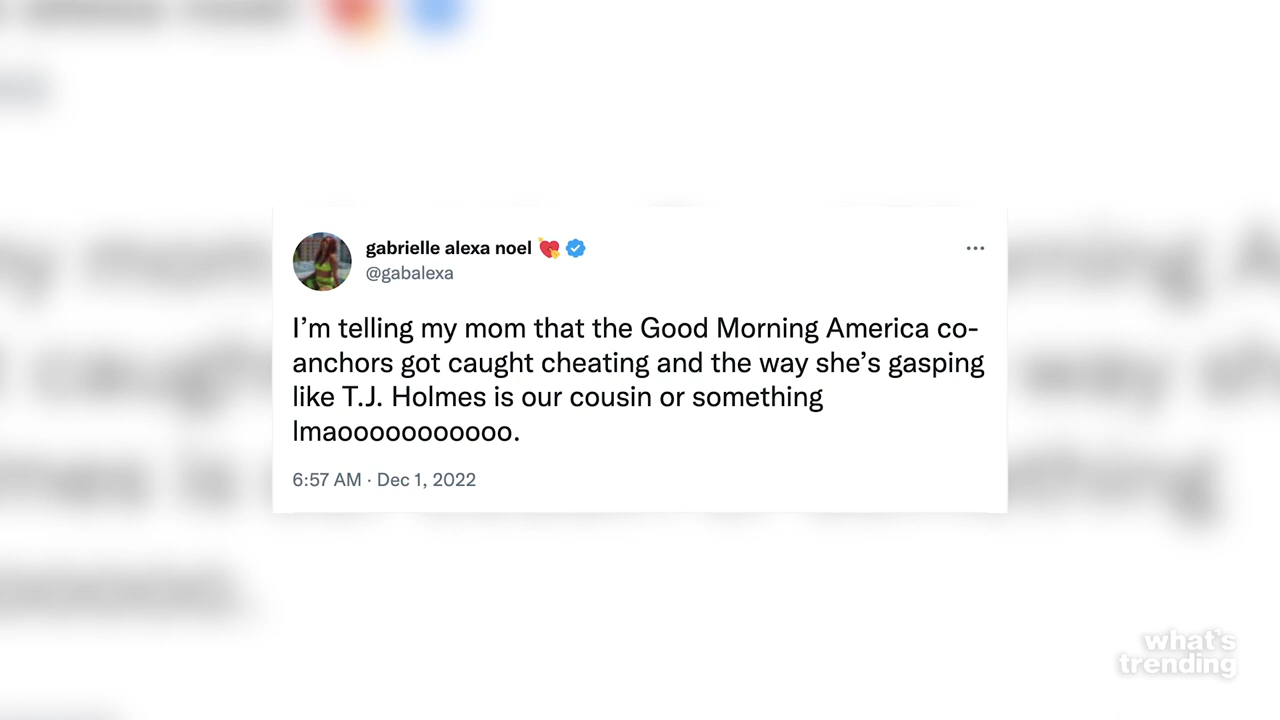 gabrielle alexa noel 💘
@gabalexa
I’m telling my mom that the Good Morning America co-
anchors got caught cheating and the way she’s gasping
like T.J. Holmes is our cousin or something
lmaooooooooooo.
6:57 AM · Dec 1, 2022
what's
trending